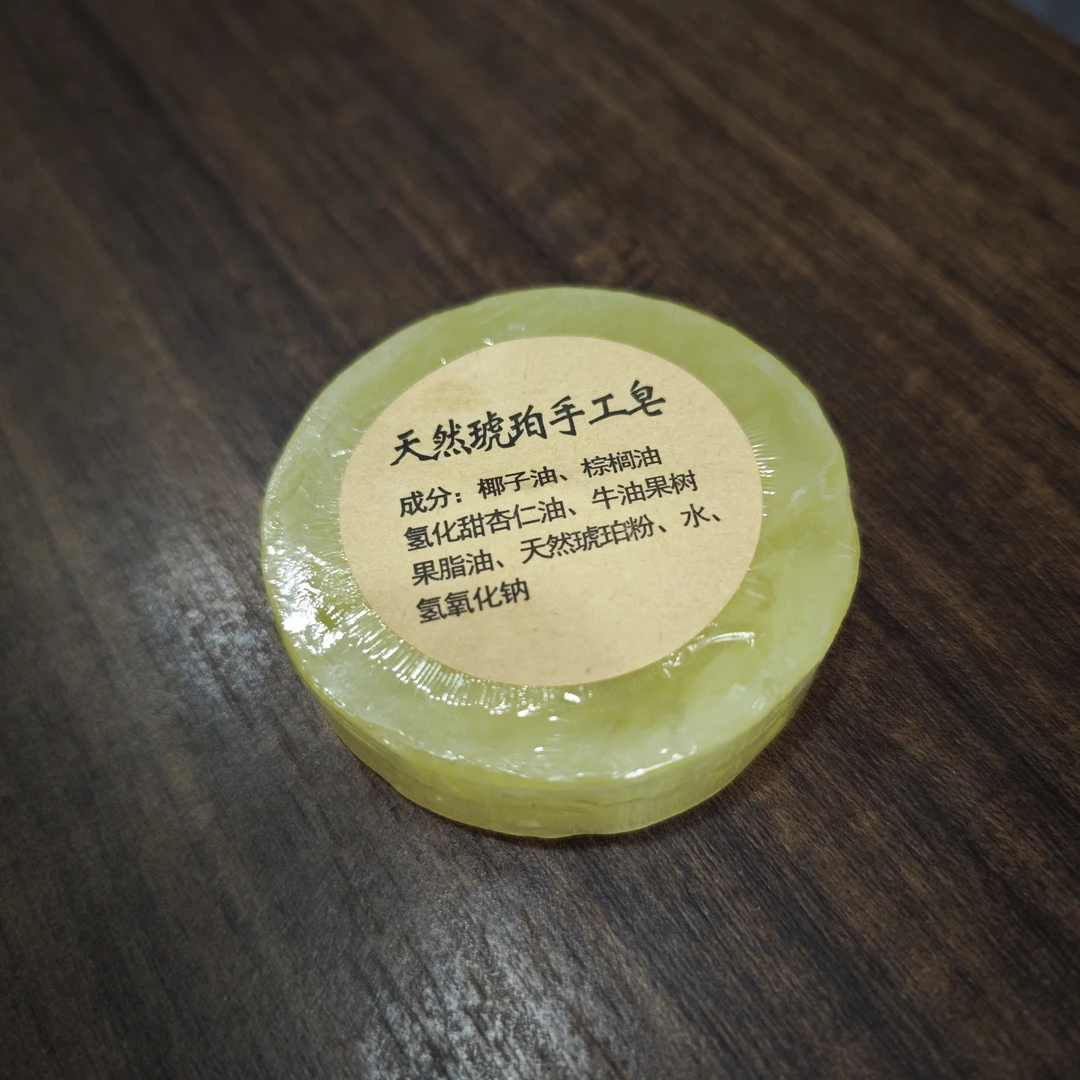 天然琥珀手工皂
成分：椰子油、棕榈油
氢化甜杏仁油、牛油果树
果脂油、天然琥珀粉、水、
氢氧化钠